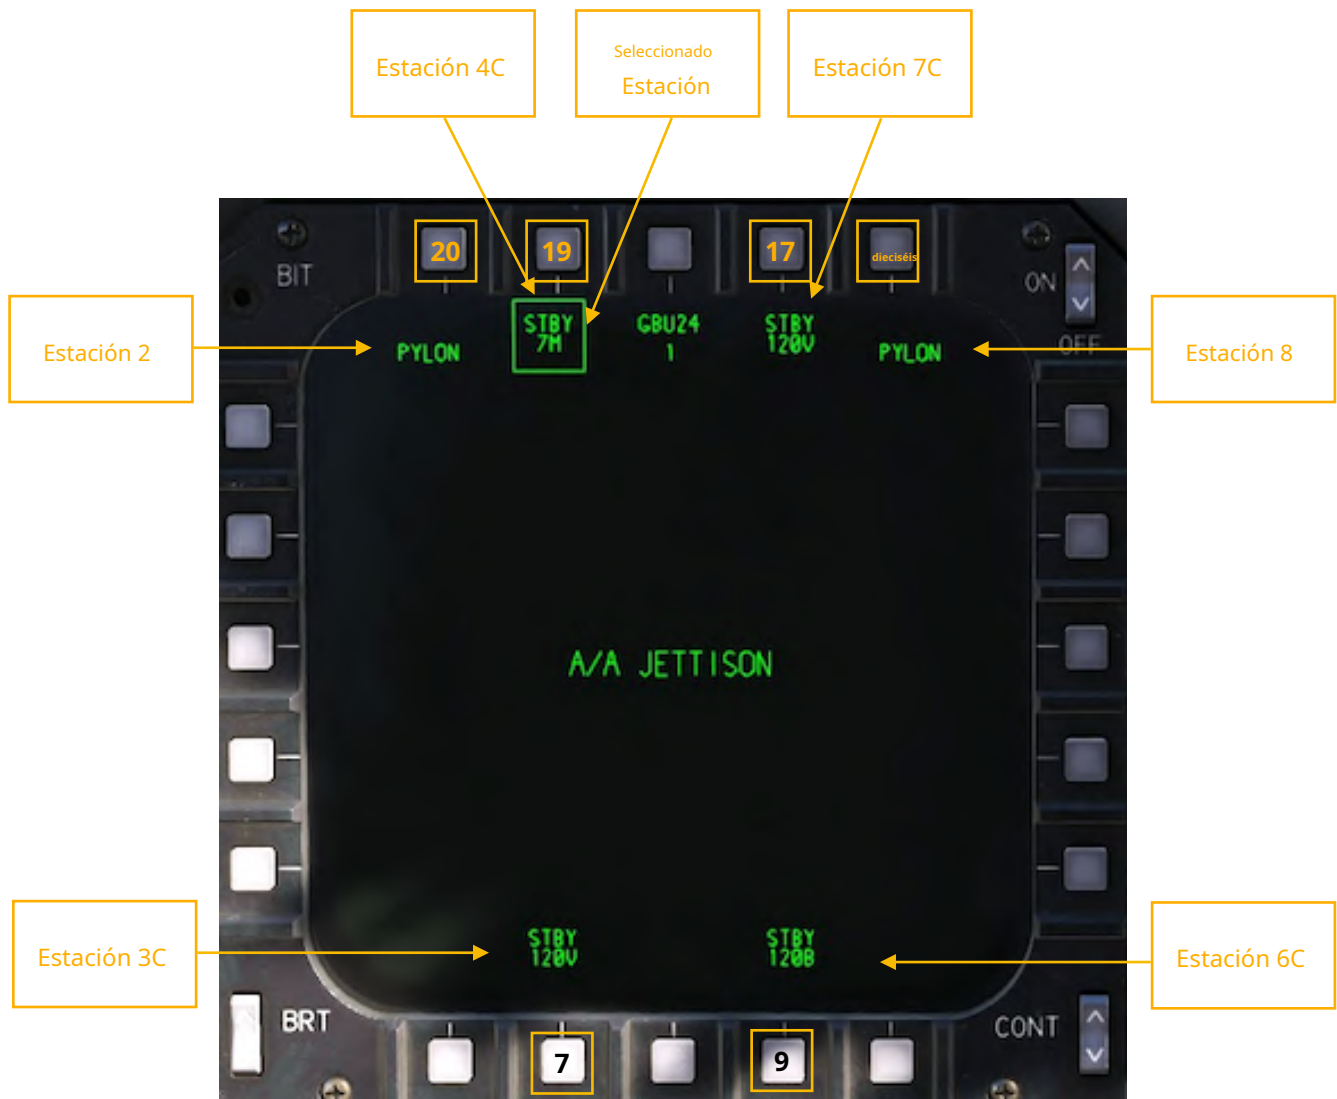 Estación 4C
Seleccionado
Estación
Estación 7C
20
19
17
dieciséis
BIT
ON
OFF
STBY
7M
GBU24
1
STBY
120V
PYLON
PYLON
Estación 2
Estación 8
A/A JETTISON
STBY
120V
STBY
120B
Estación 3C
Estación 6C
BRT
CONT
7
9